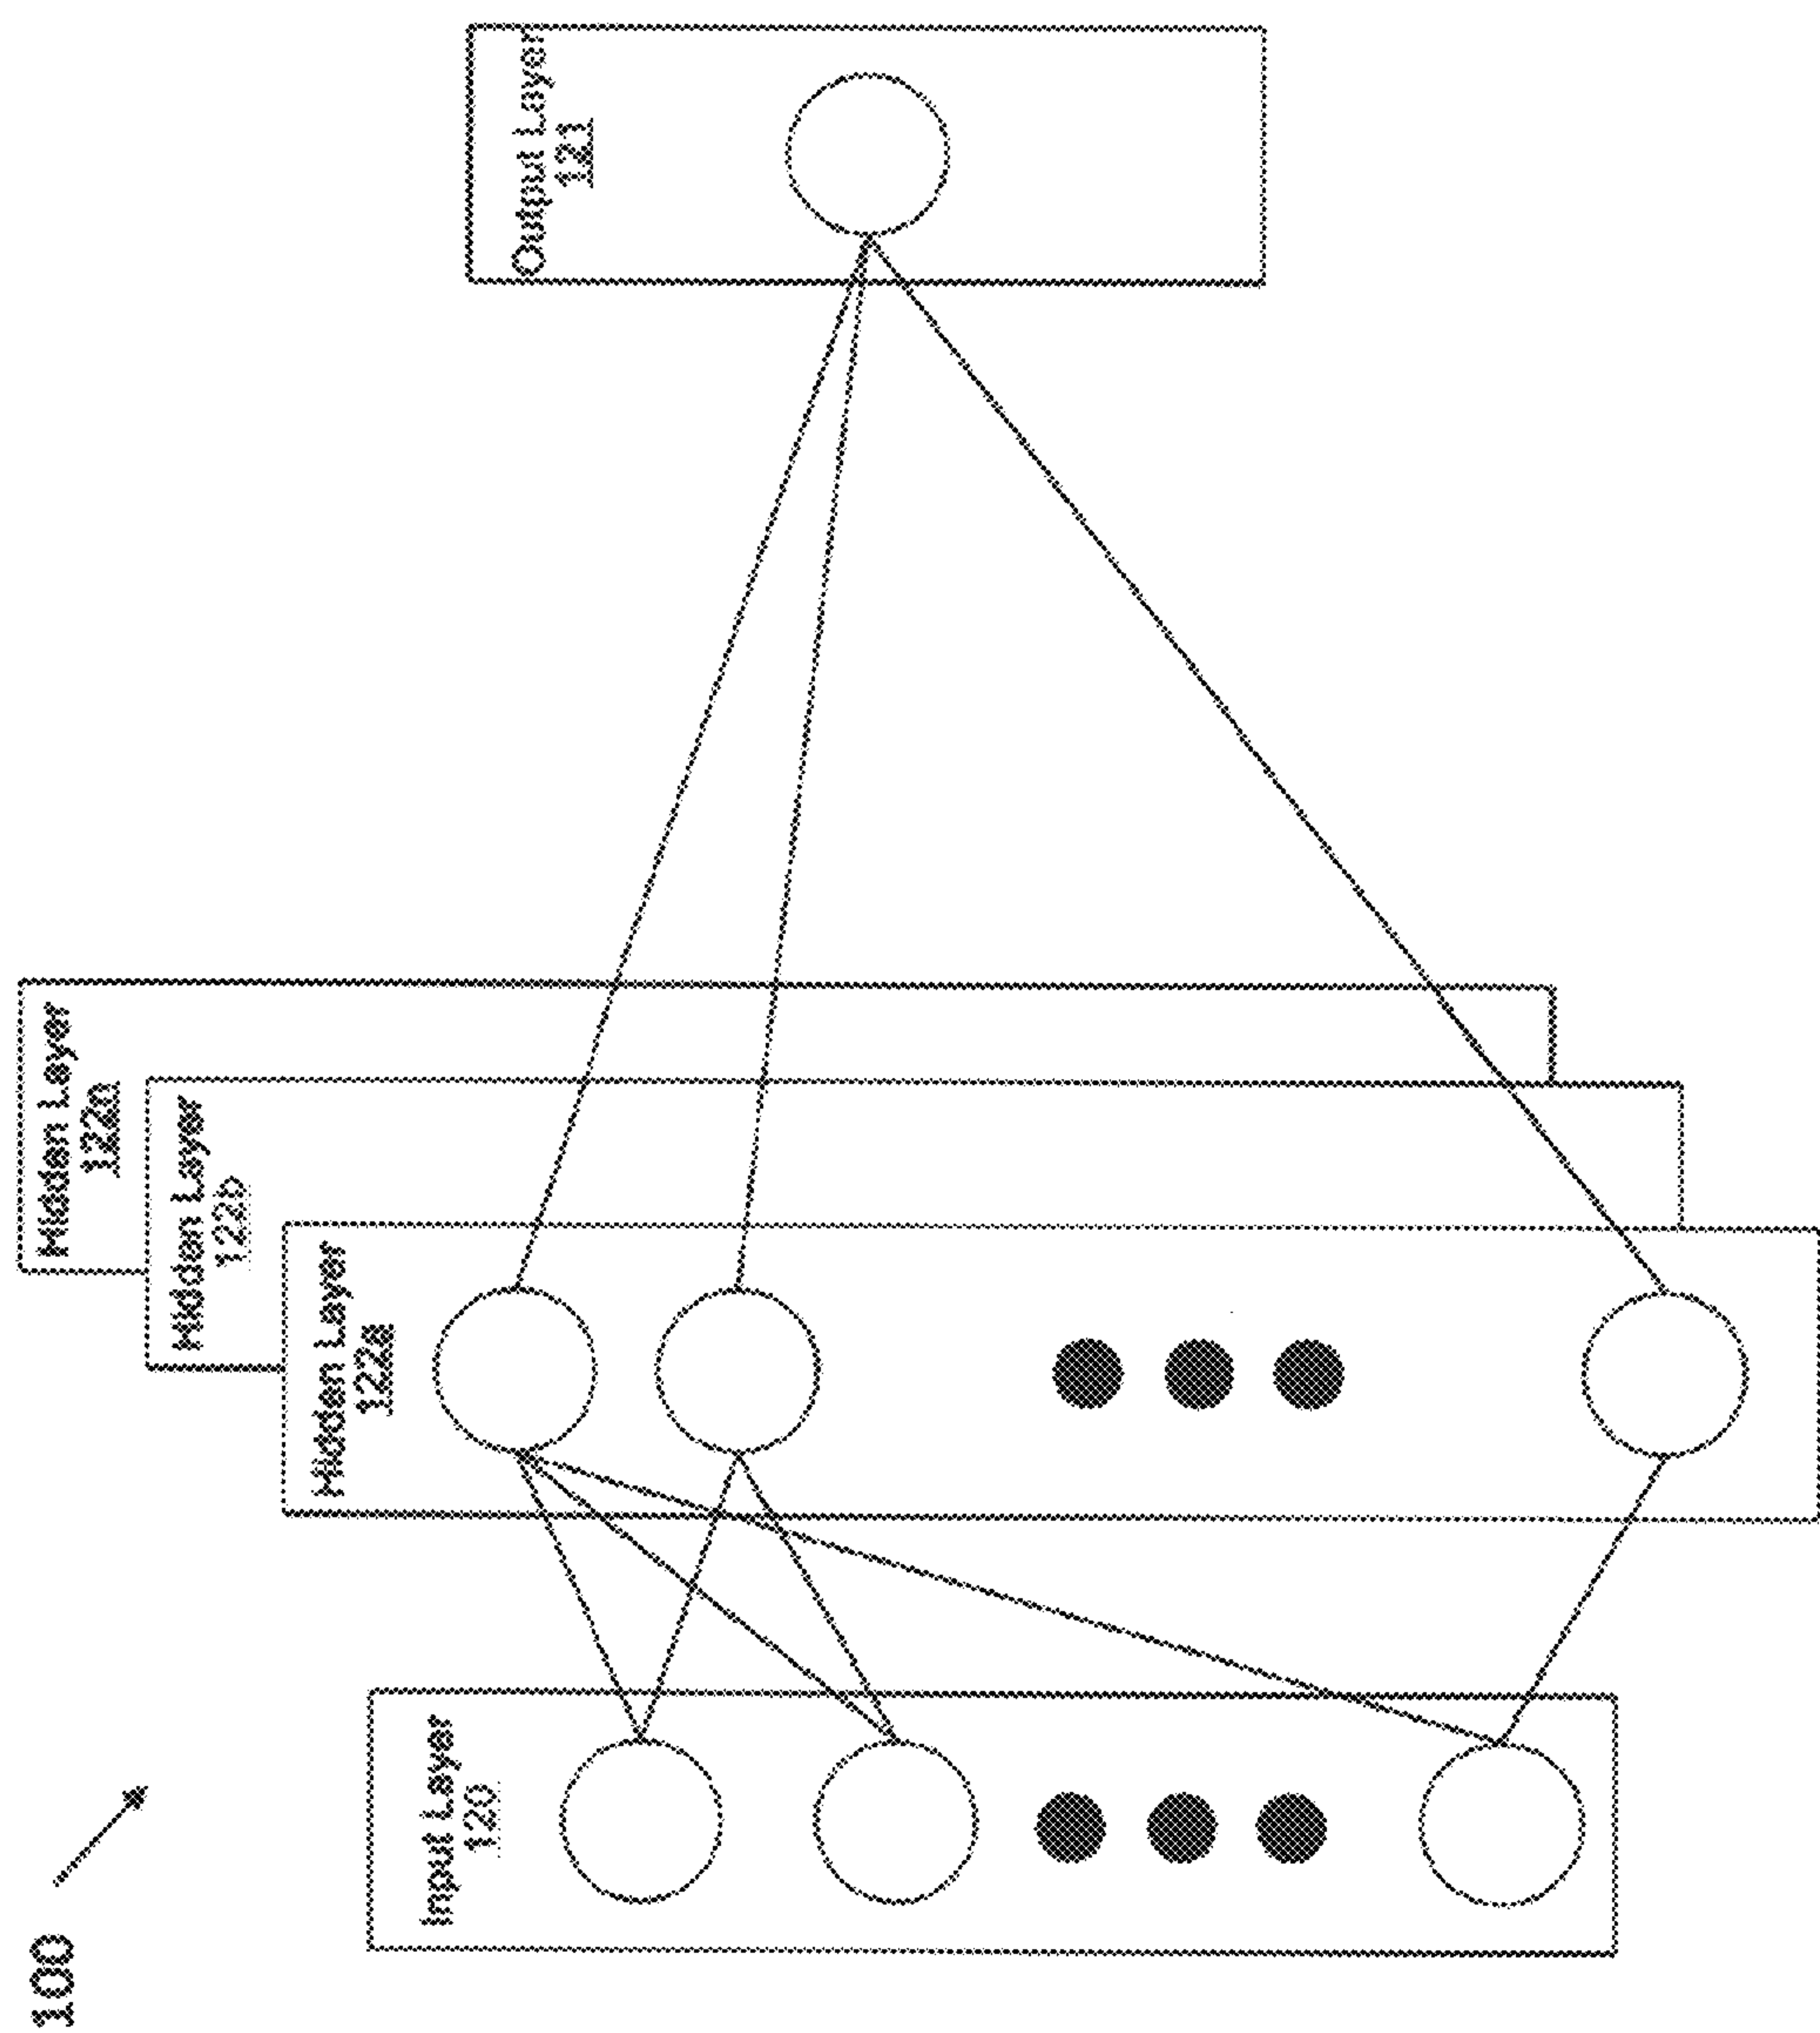 100
Input Layer
120
Hidden Layer
122a
Hidden Layer
122b
Hidden Layer
122n
Output Layer
121